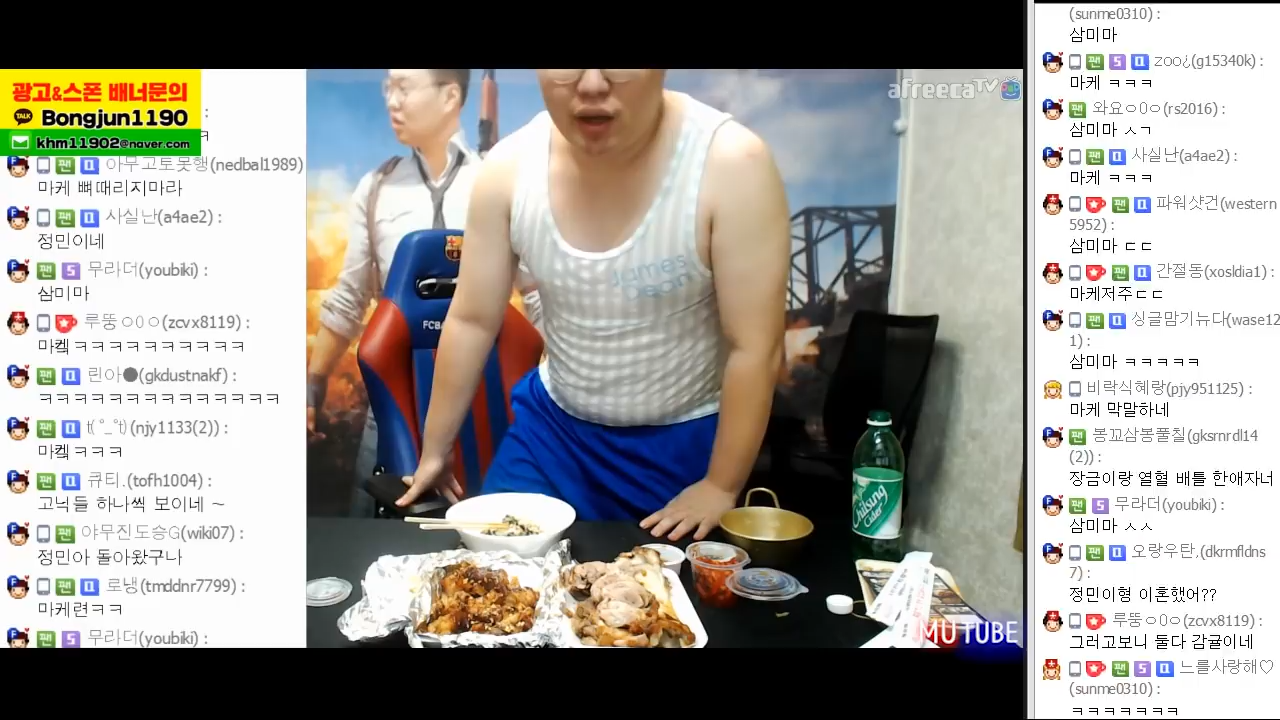 광고&스폰 배너문의
TALK Bongjun1190
khm11902@naver.com
아무고토못행(nedbal1989)
마케 뼈때리지마라
사실난(a4ae2) :
정민이네
무라더(youbiki) :
삼미마
루뚱ㅇ0ㅇ(zcvx8119) :
마켘ㅋㅋㅋㅋㅋㅋㅋㅋㅋㅋ
린아●(gkdustnakf) :
ㅋㅋㅋㅋㅋㅋㅋㅋㅋㅋㅋㅋㅋㅋ
t( °_°t)(njy1133(2)) :
마켘ㅋㅋㅋ
큐티.(tofh1004) :
고닉들 하나씩 보이네 ~
야무진도승G(wiki07) :
정민아 돌아왔구나
로냉(tmddnr7799) :
마케련ㅋㅋ
무라더(youbiki) :
afreecaTV
FCB
Chilsung
Cider
MUTUBE
(sunme0310) :
삼미마
zoo¿(g15340k) :
마케 ㅋㅋㅋ
와요ㅇ0ㅇ(rs2016) :
삼미마 ㅅㄱ
사실난(a4ae2) :
마케 ㅋㅋㅋ
파워샷건(western
5952) :
삼미마 ㄷㄷ
간절동(xosldia1) :
마케저주ㄷㄷ
싱글맘기뉴다(wase12
1) :
삼미마 ㅋㅋㅋㅋㅋ
비락식혜랑(pjy951125) :
마케 막말하네
봉꼬삼봉풀칠(gksrnrdl14
(2)) :
장금이랑 열혈 배틀 한애자너
무라더(youbiki) :
삼미마 ㅅㅅ
오랑우탄.(dkrmfldns
7) :
정민이형 이혼했어??
루뚱ㅇ0ㅇ(zcvx8119) :
그러고보니 둘다 감귤이네
느를사랑해♡
(sunme0310) :
ㅋㅋㅋㅋㅋㅋㅋ